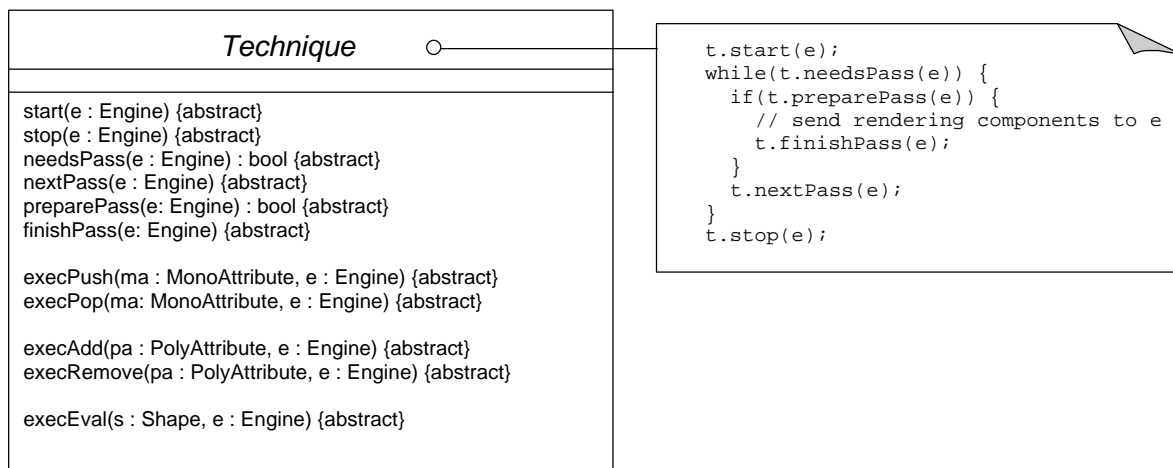 Technique
start(e : Engine) {abstract}
stop(e : Engine) {abstract}
needsPass(e : Engine) : bool {abstract}
nextPass(e : Engine) {abstract}
preparePass(e: Engine) : bool {abstract}
finishPass(e: Engine) {abstract}
execPush(ma : MonoAttribute, e : Engine) {abstract}
execPop(ma: MonoAttribute, e : Engine) {abstract}
execAdd(pa : PolyAttribute, e : Engine) {abstract}
execRemove(pa : PolyAttribute, e : Engine) {abstract}
execEval(s : Shape, e : Engine) {abstract}
t.start(e);
while(t.needsPass(e)) {
if(t.preparePass(e)) {
// send rendering components to e
t.finishPass(e);
}
t.nextPass(e);
}
t.stop(e);